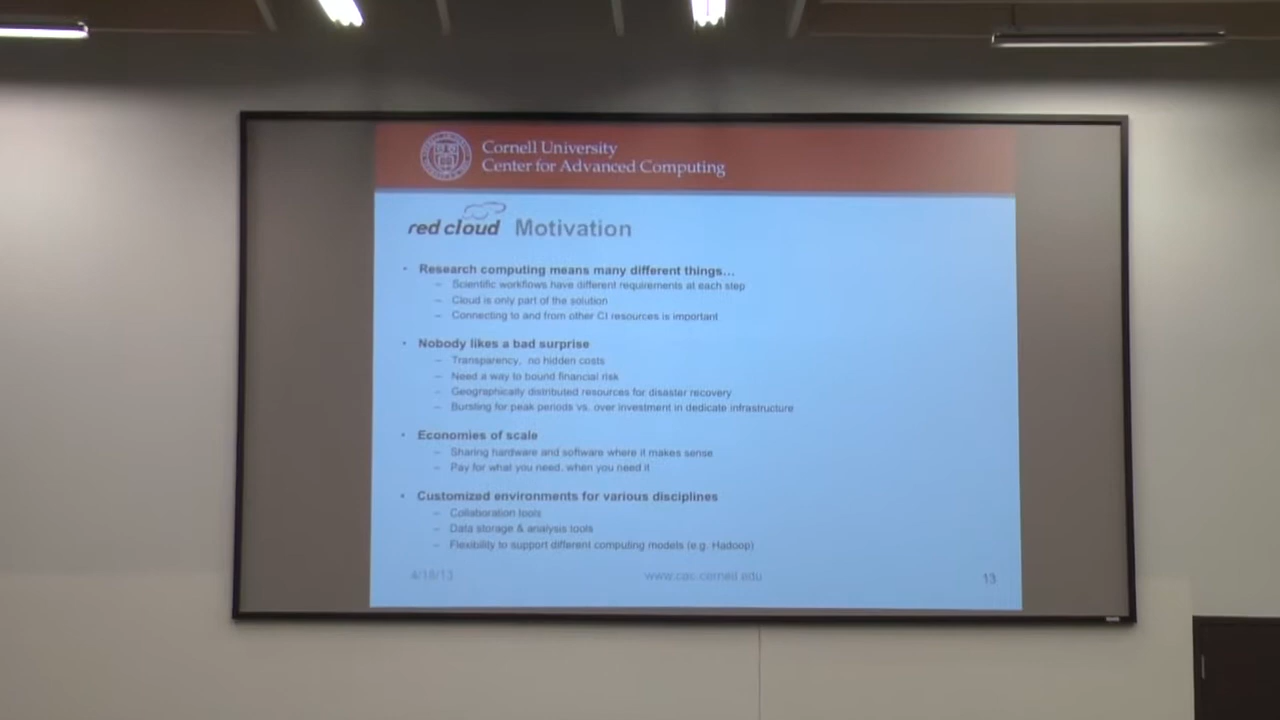 Cornell University
Center for Advanced Computing
red cloud Motivation
• Research computing means many different things…
– Scientific workflows have different requirements at each step
– Cloud is only part of the solution
– Connecting to and from other CI resources is important
• Nobody likes a bad surprise
– Transparency, no hidden costs
– Need a way to bound financial risk
– Geographically distributed resources for disaster recovery
– Bursting for peak periods vs. over investment in dedicate infrastructure
• Economies of scale
– Sharing hardware and software where it makes sense
– Pay for what you need, when you need it
• Customized environments for various disciplines
– Collaboration tools
– Data storage & analysis tools
– Flexibility to support different computing models (e.g. Hadoop)
4/18/13 www.cac.cornell.edu 13